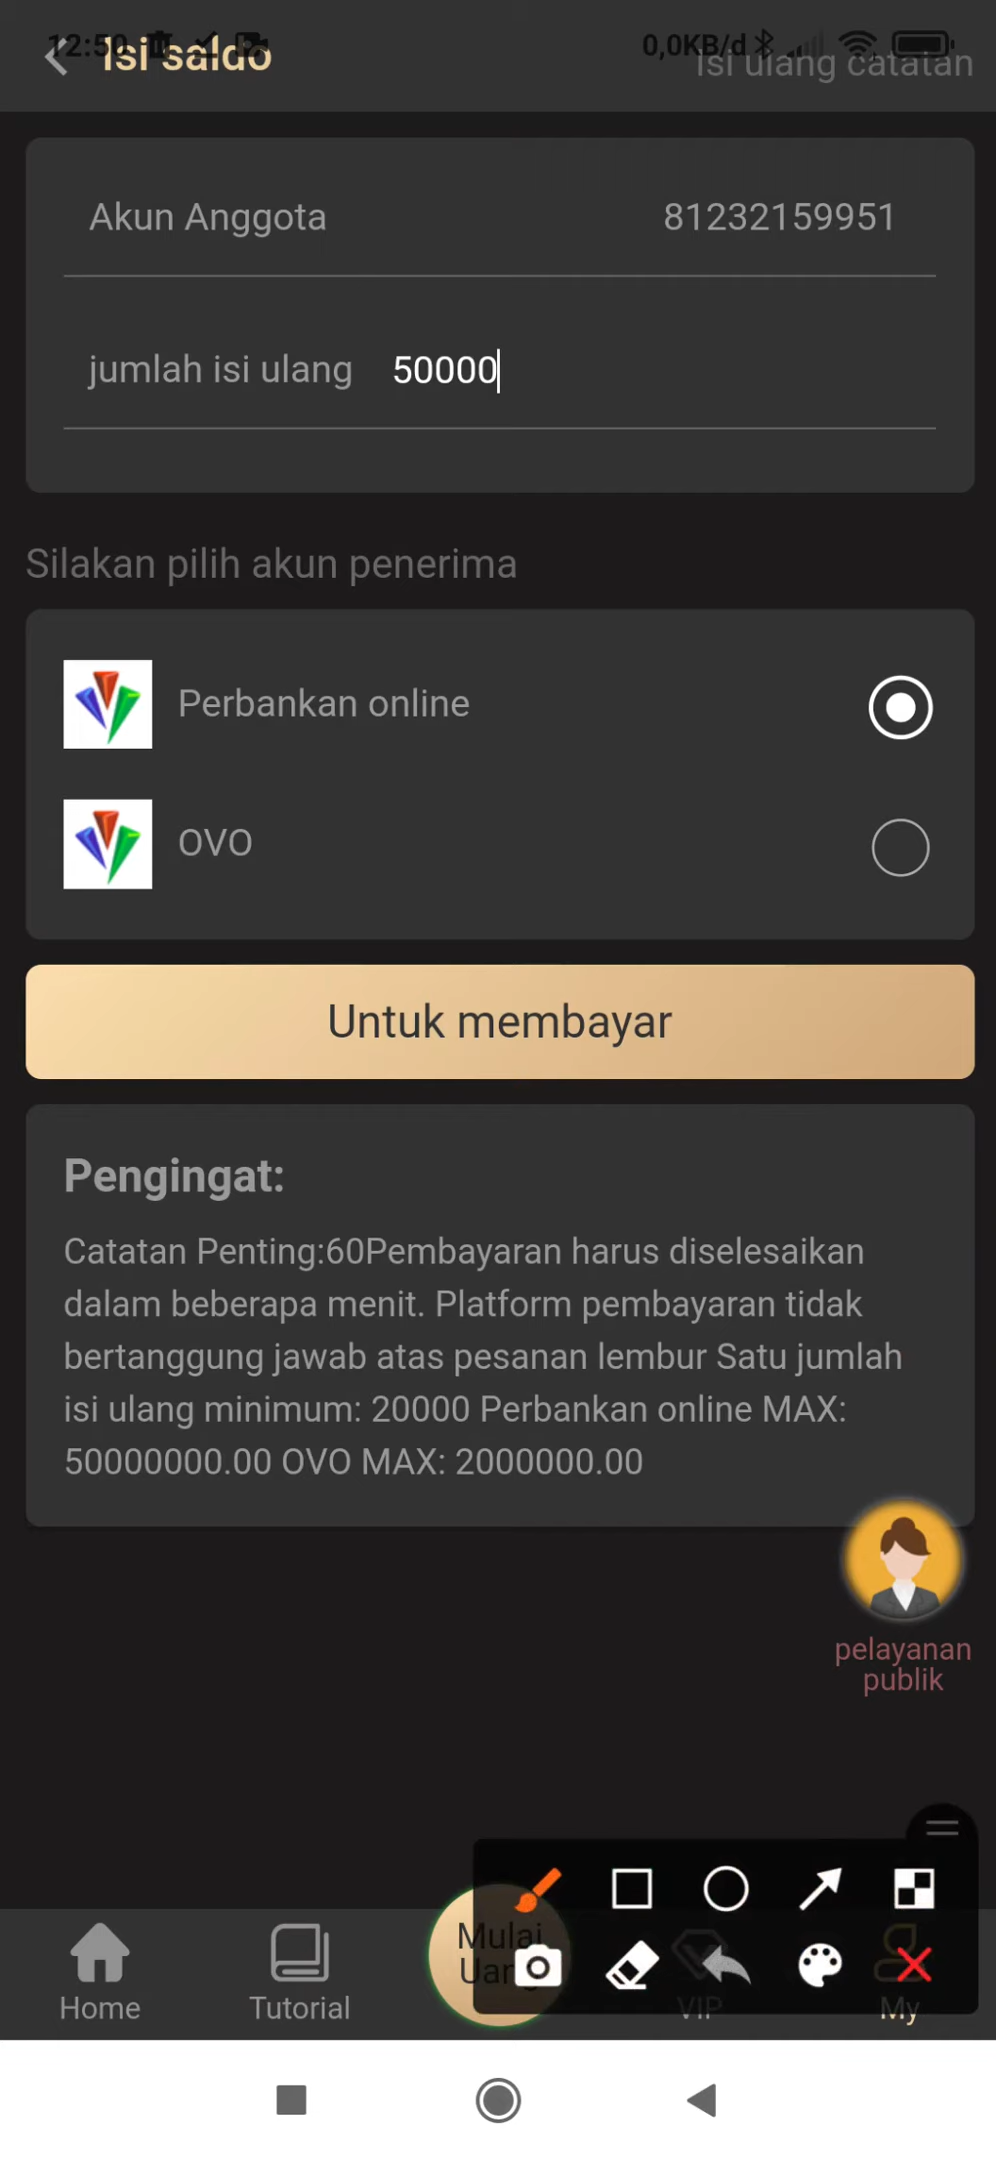 12:50
0,0KB/d
Isi saldo
Isi ulang catatan
Akun Anggota
81232159951
jumlah isi ulang
50000
Silakan pilih akun penerima
Perbankan online
OVO
Untuk membayar
Pengingat:
Catatan Penting:60Pembayaran harus diselesaikan
dalam beberapa menit. Platform pembayaran tidak
bertanggung jawab atas pesanan lembur Satu jumlah
isi ulang minimum: 20000 Perbankan online MAX:
50000000.00 OVO MAX: 2000000.00
pelayanan
publik
Mulai
Home
Tutorial
VIP
My